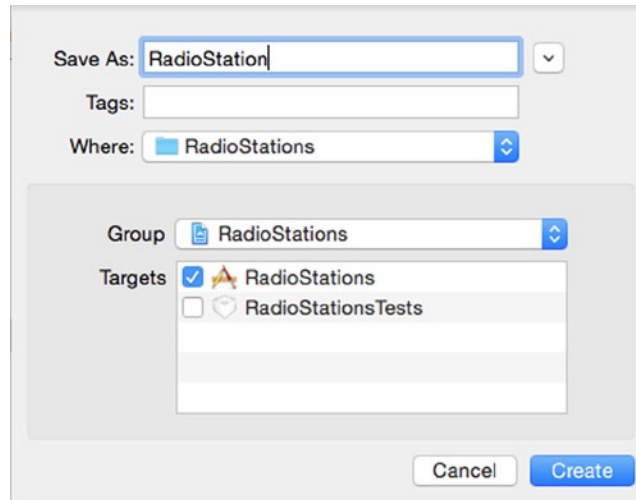 Save As: RadioStation
Tags:
Where: RadioStations
Group RadioStations
Targets RadioStations
RadioStationsTests
Cancel Create